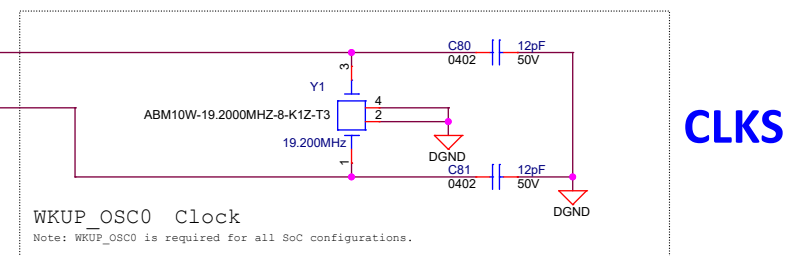 C80 12pF
0402 50V
3
Y1
ABM10W-19.2000MHZ-8-K1Z-T3
4
2
19.200MHz
1
DGND
C81 12pF
0402 50V
DGND
CLKS
WKUP_OSC0 Clock
Note: WKUP_OSC0 is required for all SoC configurations.